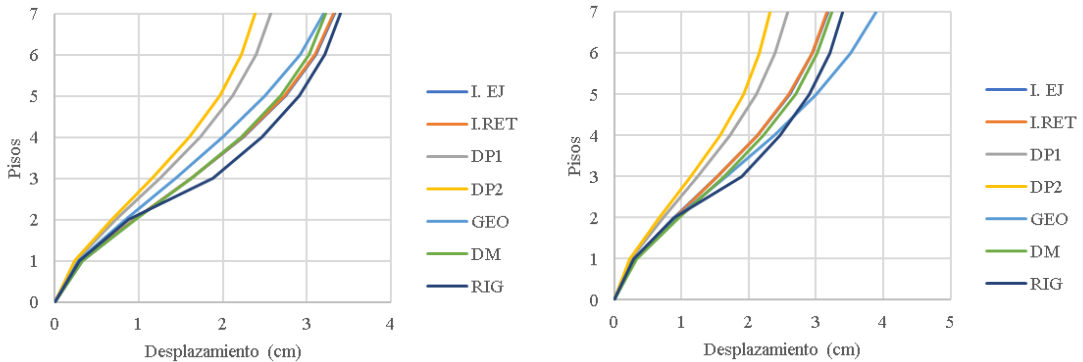 7
6
5
4
3
2
1
0
Pisos
0 1 2 3 4
Desplazamiento (cm)
I. EJ
I.RET
DP1
DP2
GEO
DM
RIG
7
6
5
4
3
2
1
0
Pisos
0 1 2 3 4 5
Desplazamiento (cm)
I. EJ
I.RET
DP1
DP2
GEO
DM
RIG